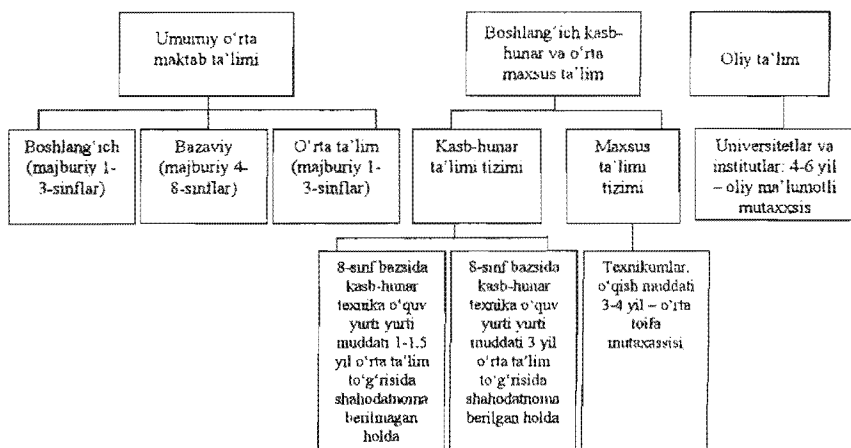 Umumiy o‘rta
maktab ta’limi
Boshlang‘ich kasb-
hunar va o‘rta
maxsus ta’lim
Oliy ta’lim
Boshlang‘ich
(majburiy 1-
3-sinflar)
Bazaviy
(majburiy 4-
8-sinflar)
O‘rta ta’lim
(majburiy 1-
3-sinflar)
Kasb-hunar
ta’limi tizimi
Maxsus
ta’limi
tizimi
Universitetlar va
institutlar: 4-6 yil
– oliy ma’lumotli
mutaxxsis
8-sinf bazsida
kasb-hunar
texnika o‘quv
yurti yurti
muddati 1-1.5
yil o‘rta ta’lim
to‘g‘risida
shahodatnoma
berilmagan
holda
8-sinf bazsida
kasb-hunar
texnika o‘quv
yurti yurti
muddati 3 yil
o‘rta ta’lim
to‘g‘risida
shahodatnoma
berilgan holda
Texnikumlar,
o‘qish muddati
3-4 yil – o‘rta
toifa
mutaxassisi